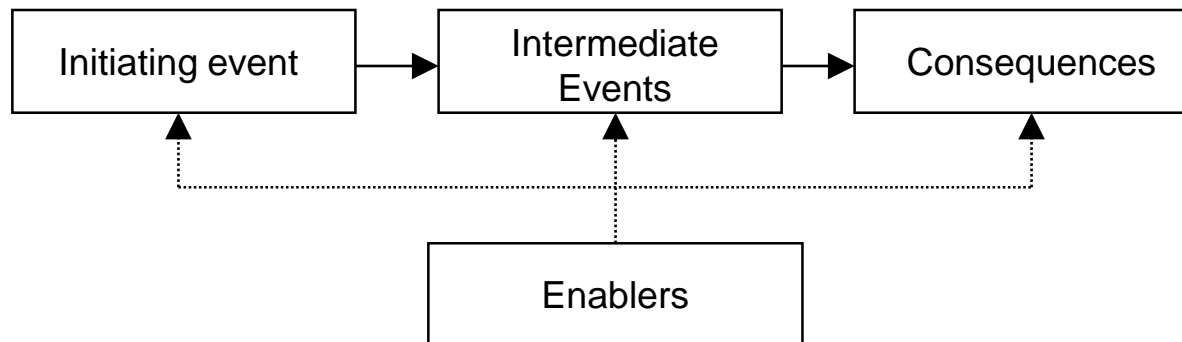 Initiating event
Intermediate
Events
Consequences
Enablers